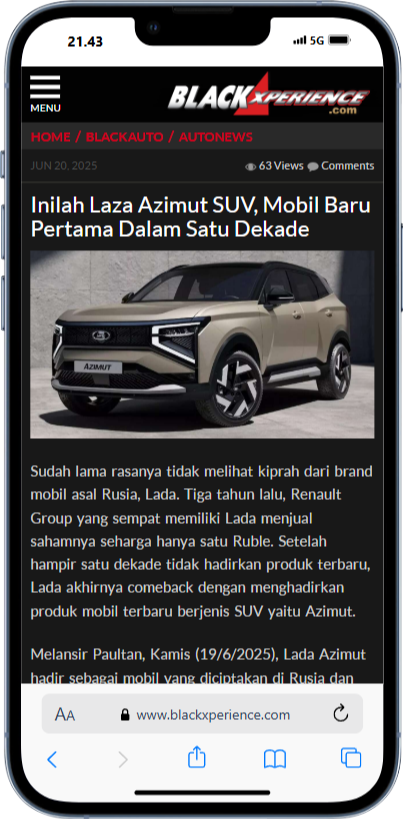 21.43
5G
MENU
BLACKXPERIENCE
.com
HOME / BLACKAUTO / AUTONEWS
JUN 20, 2025
63 Views Comments
Inilah Laza Azimut SUV, Mobil Baru
Pertama Dalam Satu Dekade
AZIMUT
Sudah lama rasanya tidak melihat kiprah dari brand
mobil asal Rusia, Lada. Tiga tahun lalu, Renault
Group yang sempat memiliki Lada menjual
sahamnya seharga hanya satu Ruble. Setelah
hampir satu dekade tidak hadirkan produk terbaru,
Lada akhirnya comeback dengan menghadirkan
produk mobil terbaru berjenis SUV yaitu Azimut.
Melansir Paultan, Kamis (19/6/2025), Lada Azimut
hadir sebagai mobil yang diciptakan di Rusia dan
AA www.blackxperience.com